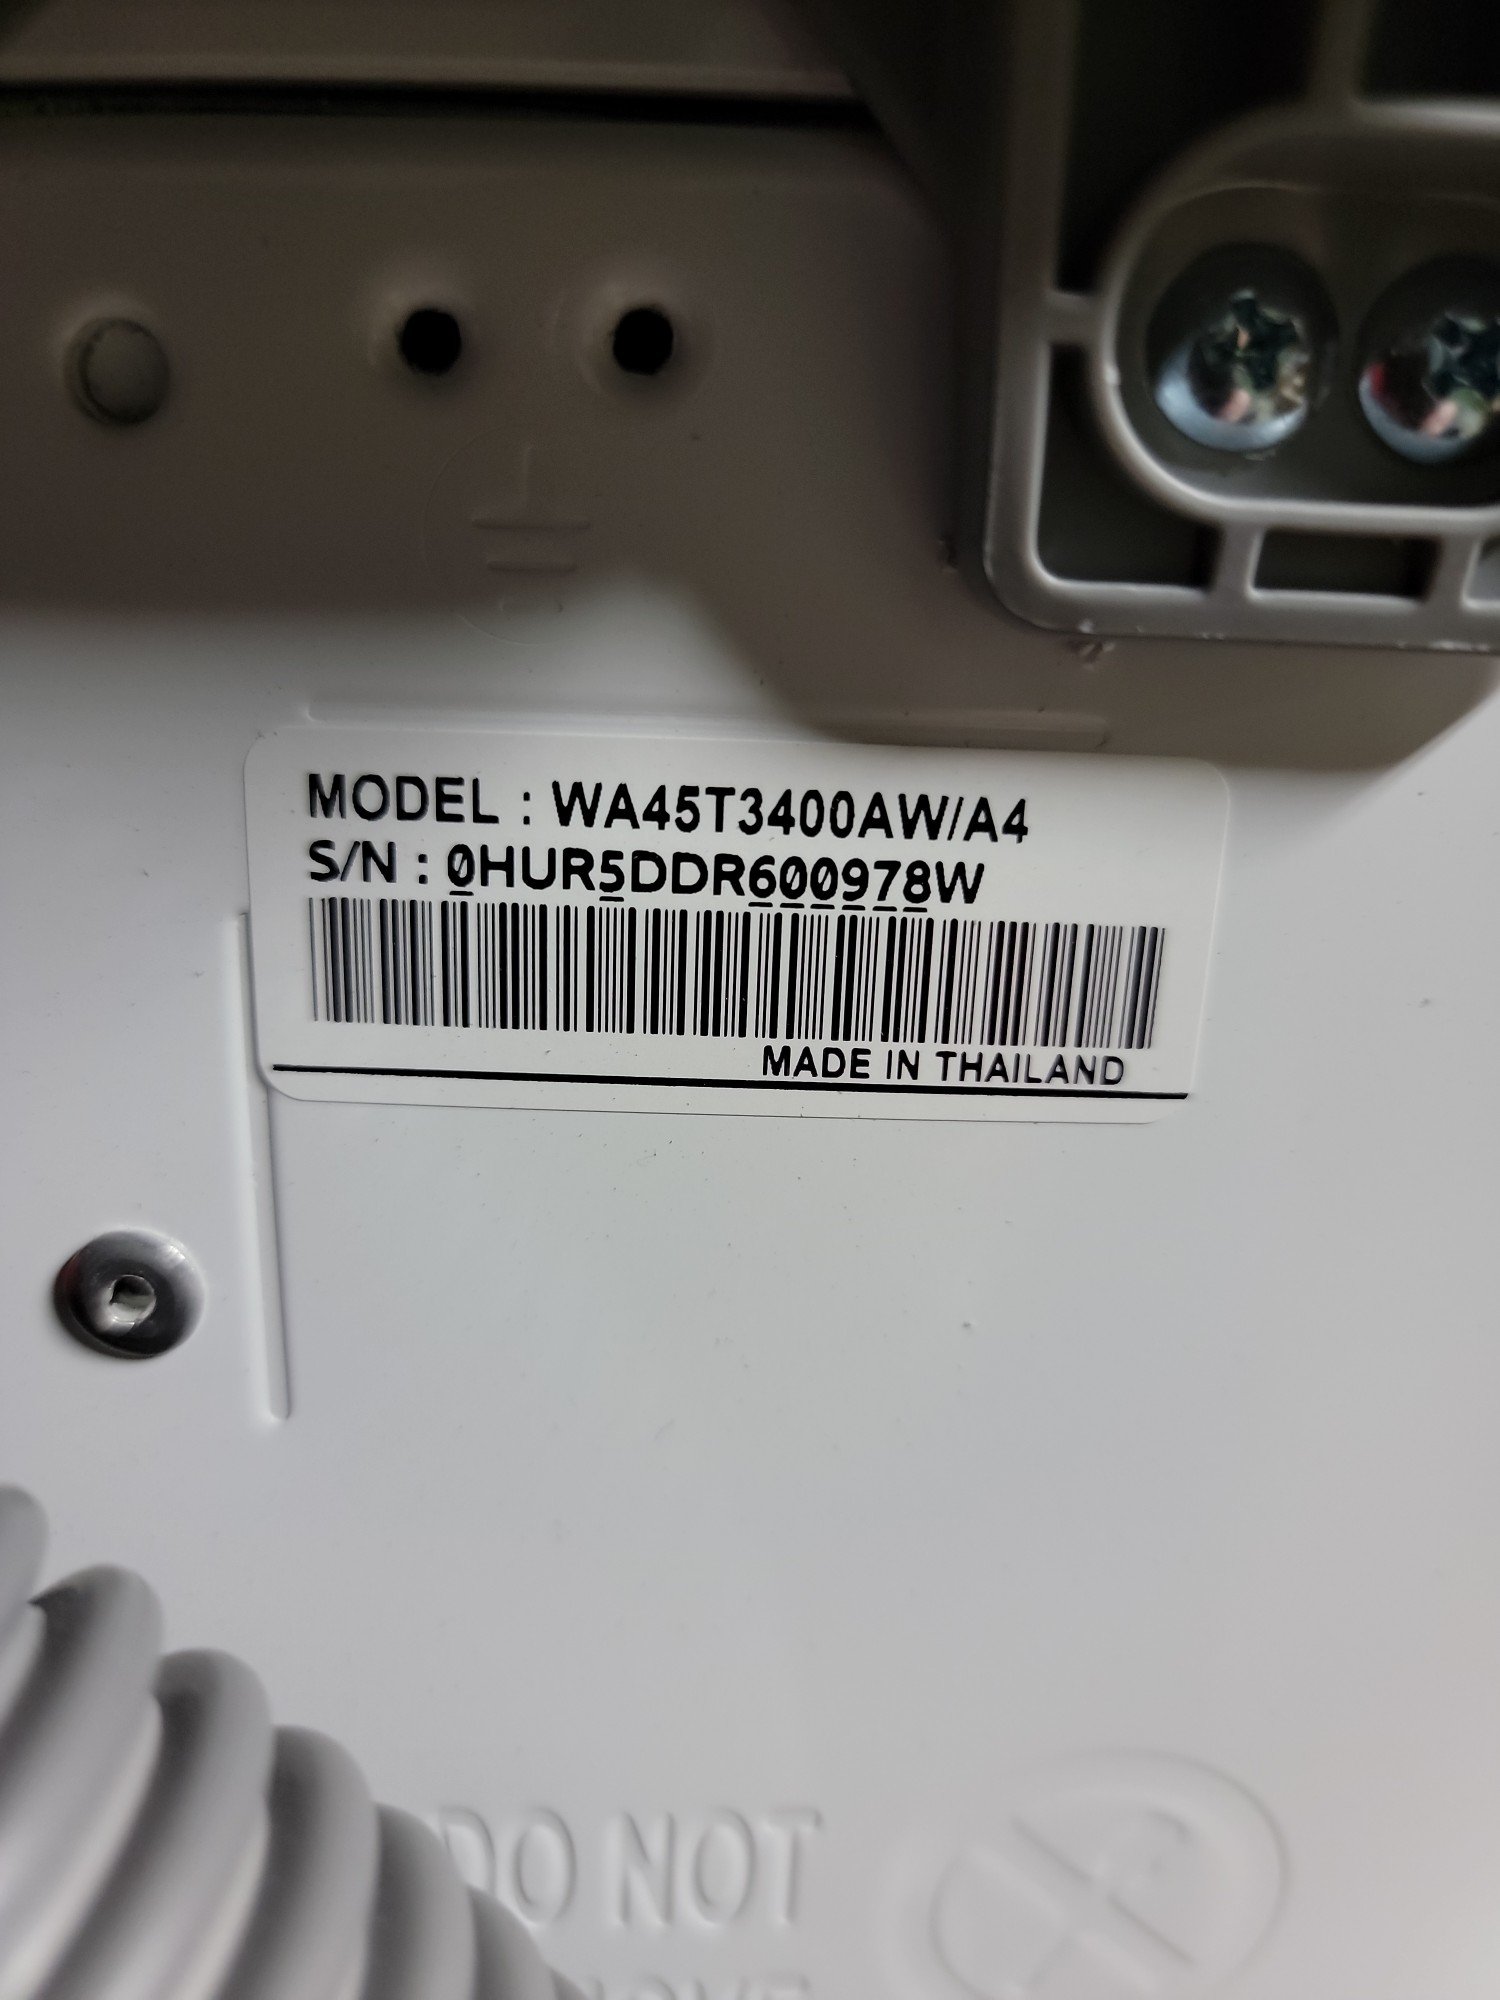 MODEL : WA45T3400AW/A4
S/N : 0HUR5DDR600978W
MADE IN THAILAND
DO NOT